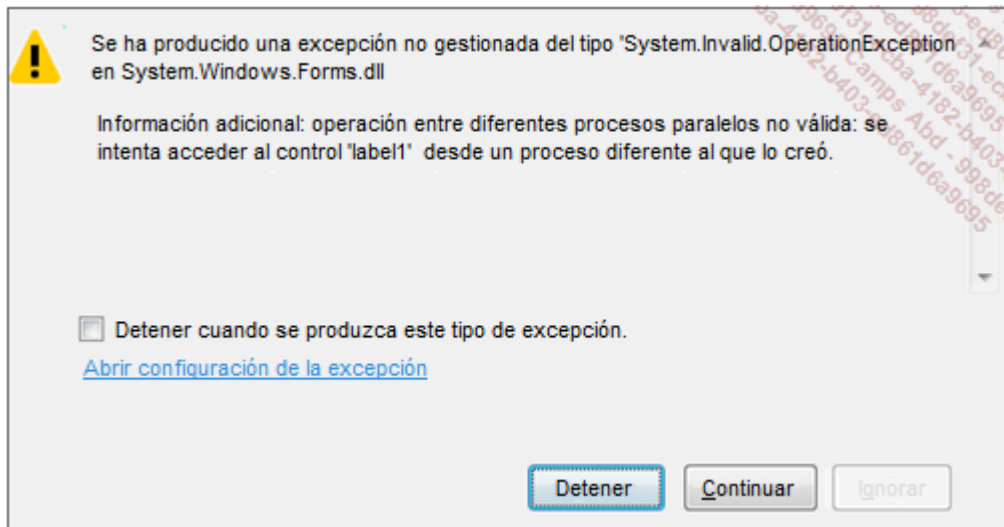 Se ha producido una excepción no gestionada del tipo 'System.Invalid.OperationException
en System.Windows.Forms.dll
Información adicional: operación entre diferentes procesos paralelos no válida: se
intenta acceder al control 'label1' desde un proceso diferente al que lo creó.
Detener cuando se produzca este tipo de excepción.
Abrir configuración de la excepción
Detener
Continuar
Ignorar